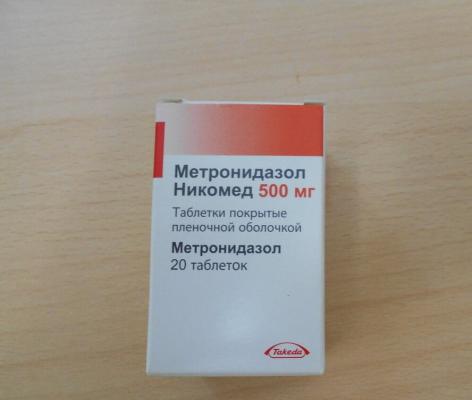 Метронидазол
Никомед 500 мг
Таблетки покрытые
пленочной оболочкой
Метронидазол
20 таблеток
Takeda